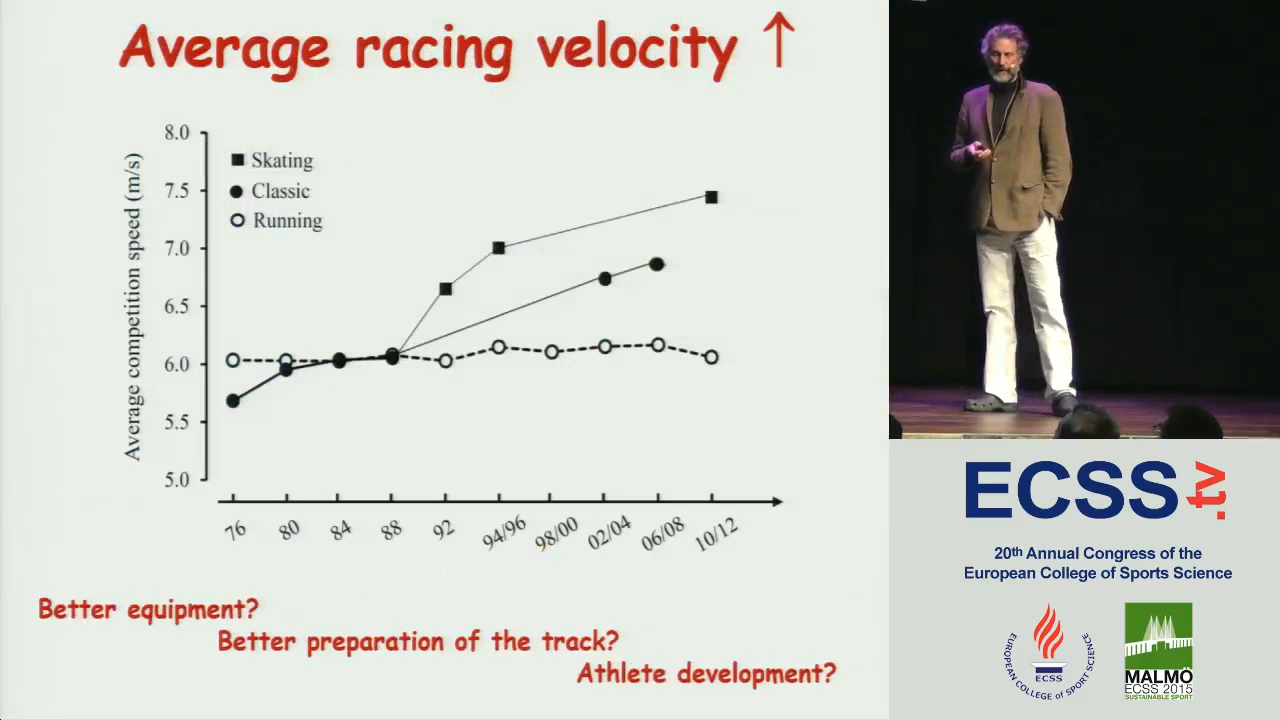 Average racing velocity ↑
8.0
7.5
7.0
6.5
6.0
5.5
5.0
Average competition speed (m/s)
Skating
Classic
Running
76
80
84
88
92
94/96
98/00
02/04
06/08
10/12
Better equipment?
Better preparation of the track?
Athlete development?
ECSS.tv
20th Annual Congress of the
European College of Sports Science
EUROPEAN COLLEGE OF SPORT SCIENCE
ECSS
MALMÖ
ECSS 2015
SUSTAINABLE SPORT